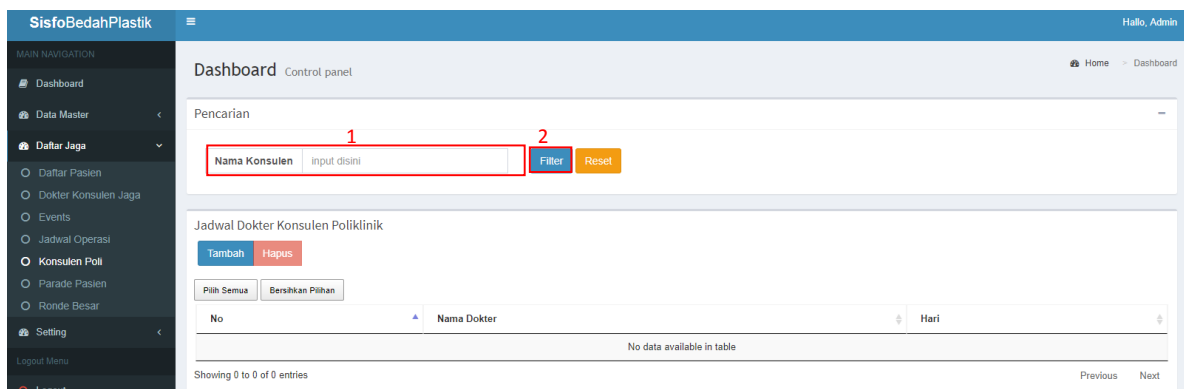 SisfoBedahPlastik
Hallo, Admin
MAIN NAVIGATION
Dashboard
Data Master
Daftar Jaga
Daftar Pasien
Dokter Konsulen Jaga
Events
Jadwal Operasi
Konsulen Poli
Parade Pasien
Ronde Besar
Setting
Logout Menu
Dashboard Control panel
Home > Dashboard
Pencarian
1
2
Nama Konsulen input disini Filter Reset
Jadwal Dokter Konsulen Poliklinik
Tambah Hapus
Pilih Semua Bersihkan Pilihan
No Nama Dokter Hari
No data available in table
Showing 0 to 0 of 0 entries
Previous Next